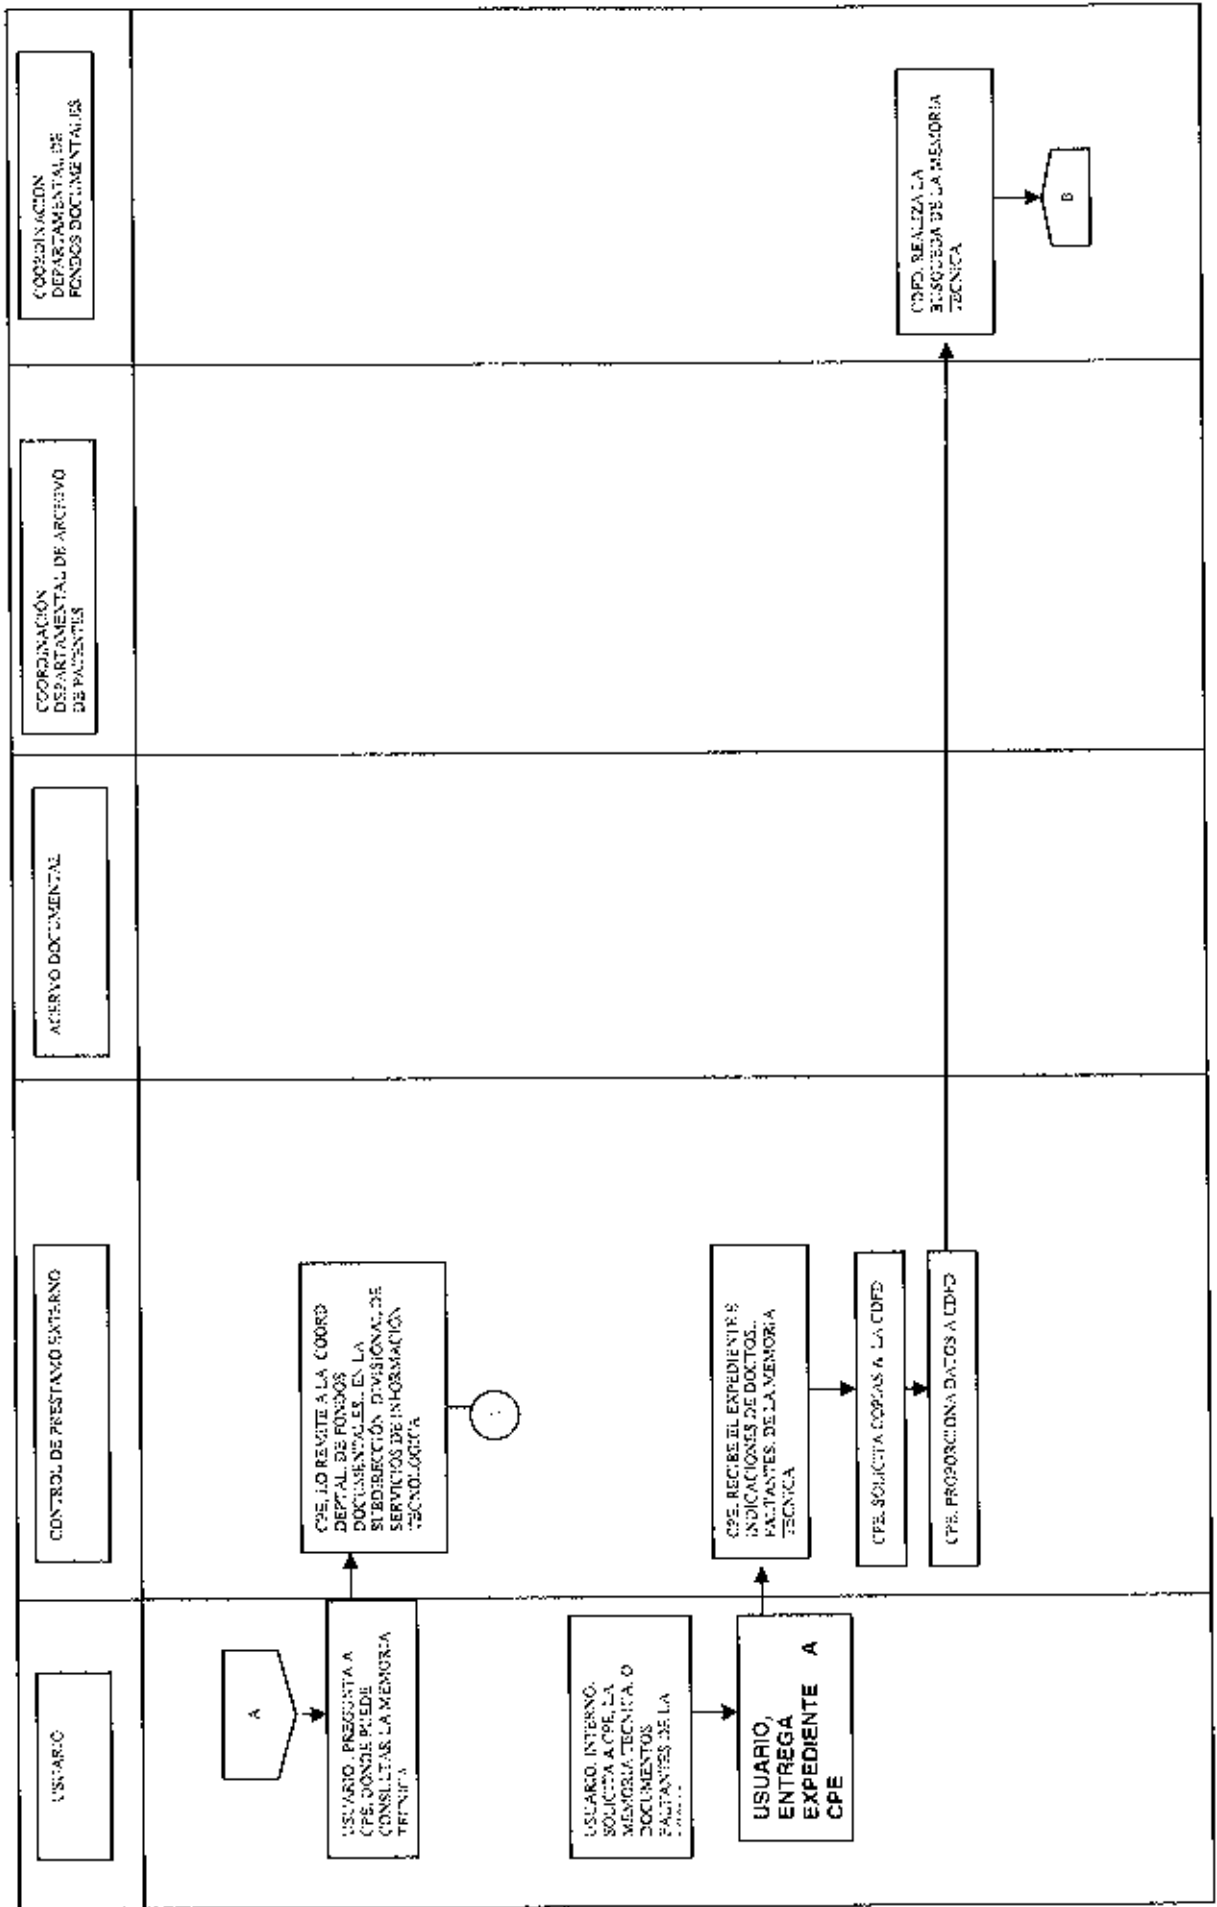 USUARIO
CONTROL DE PRESTAMO EXTERNO
ACERVO DOCUMENTAL
COORDINACIÓN
DEPARTAMENTAL DE ARCHIVO
DE PATENTES
COORDINACION
DEPARTAMENTAL DE
FONDOS DOCUMENTALES
A
USUARIO, PREGUNTA A
CPE, DONDE PUEDE
CONSULTAR LA MEMORIA
TECNICA
CPE, LO REMITE A LA COORD
DEPTAL. DE FONDOS
DOCUMENTALES, EN LA
SUBDIRECCIÓN DIVISIONAL DE
SERVICIOS DE INFORMACIÓN
TECNOLOGICA
USUARIO, INTERNO,
SOLICITA A CPE, LA
MEMORIA TECNICA, O
DOCUMENTOS
FALTANTES DE LA
USUARIO,
ENTREGA
EXPEDIENTE A
CPE
CPE, RECIBE EL EXPEDIENTE E
INDICACIONES DE DOCTOS.
FALTANTES, DE LA MEMORIA
TECNICA
CPE, SOLICITA COPIAS A LA CDFD
CPE, PROPORCIONA DATOS A CDFD
CDFD, REALIZA LA
BUSQUEDA DE LA MEMORIA
TECNICA
B